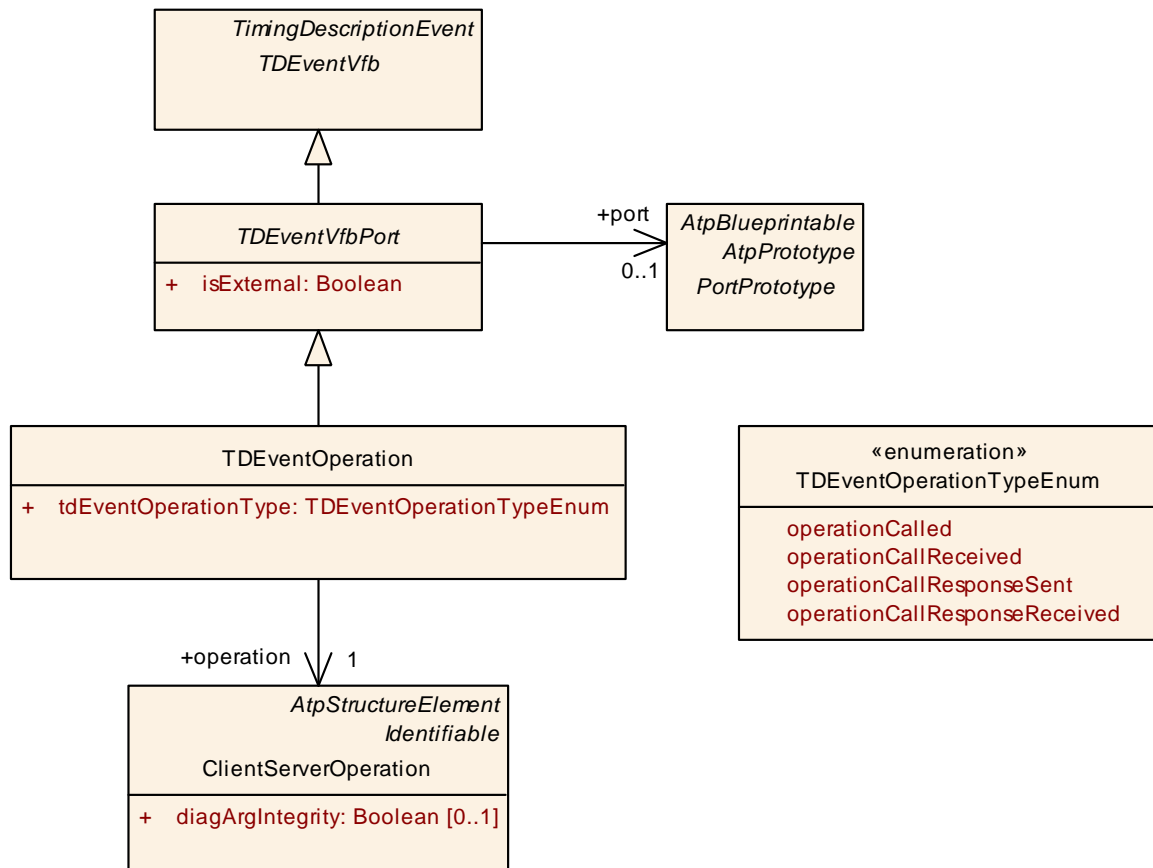 TimingDescriptionEvent
TDEventVfb
TDEventVfbPort
+ isExternal: Boolean
+port
0..1
AtpBlueprintable
AtpPrototype
PortPrototype
TDEventOperation
+ tdEventOperationType: TDEventOperationTypeEnum
«enumeration»
TDEventOperationTypeEnum
operationCalled
operationCallReceived
operationCallResponseSent
operationCallResponseReceived
+operation 1
AtpStructureElement
Identifiable
ClientServerOperation
+ diagArgIntegrity: Boolean [0..1]